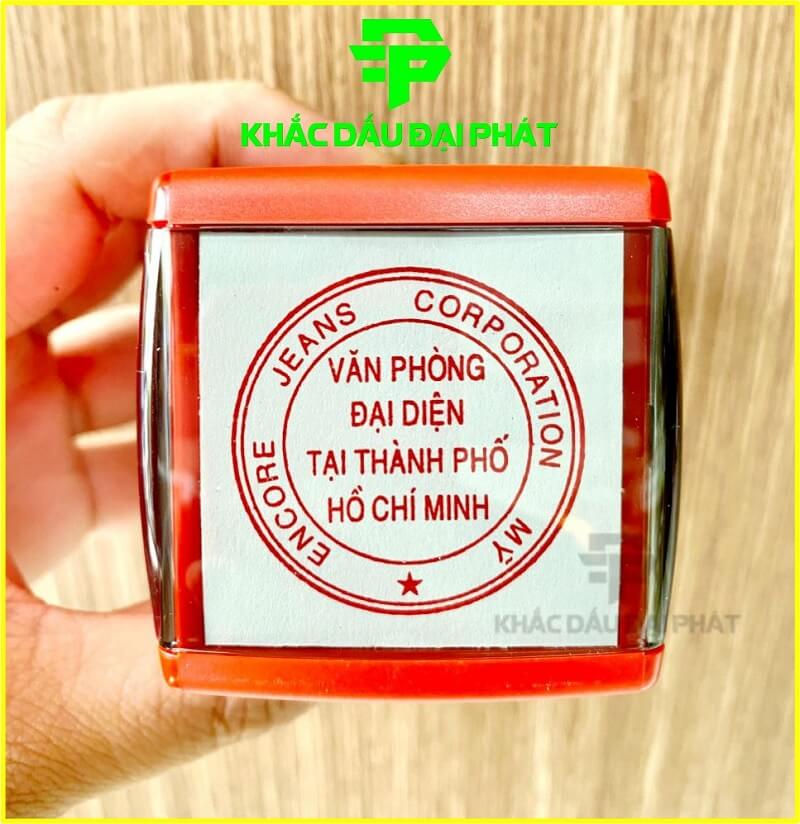 KHẮC DẤU ĐẠI PHÁT
ENCORE JEANS CORPORATION MỸ
VĂN PHÒNG
ĐẠI DIỆN
TẠI THÀNH PHỐ
HỒ CHÍ MINH
KHẮC DẤU ĐẠI PHÁT